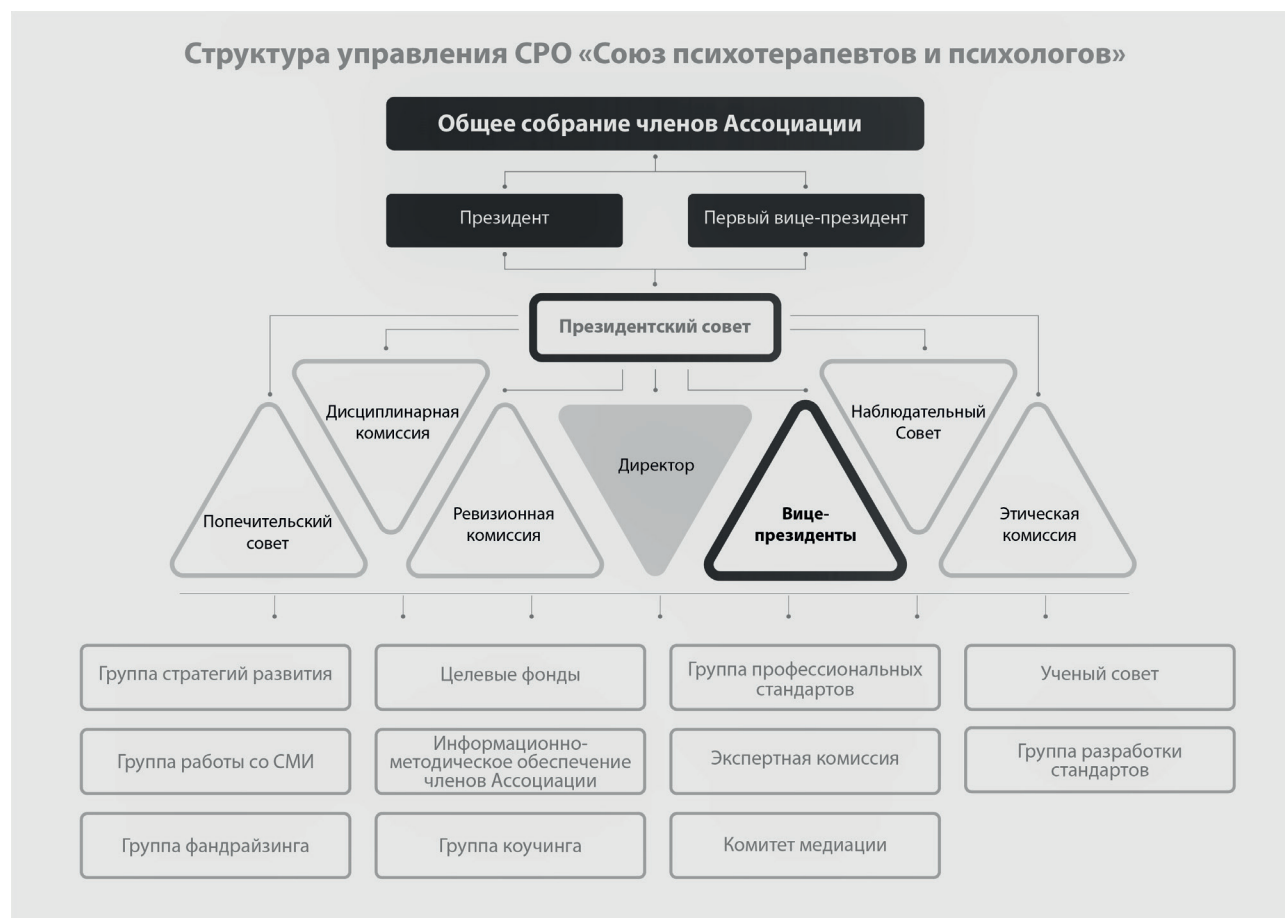 Структура управления СРО «Союз психотерапевтов и психологов»
Общее собрание членов Ассоциации
Президент
Первый вице-президент
Президентский совет
Дисциплинарная
комиссия
Наблюдательный
Совет
Директор
Попечительский
совет
Ревизионная
комиссия
Вице-
президенты
Этическая
комиссия
Группа стратегий развития
Целевые фонды
Группа профессиональных
стандартов
Ученый совет
Группа работы со СМИ
Информационно-
методическое обеспечение
членов Ассоциации
Экспертная комиссия
Группа разработки
стандартов
Группа фандрайзинга
Группа коучинга
Комитет медиации